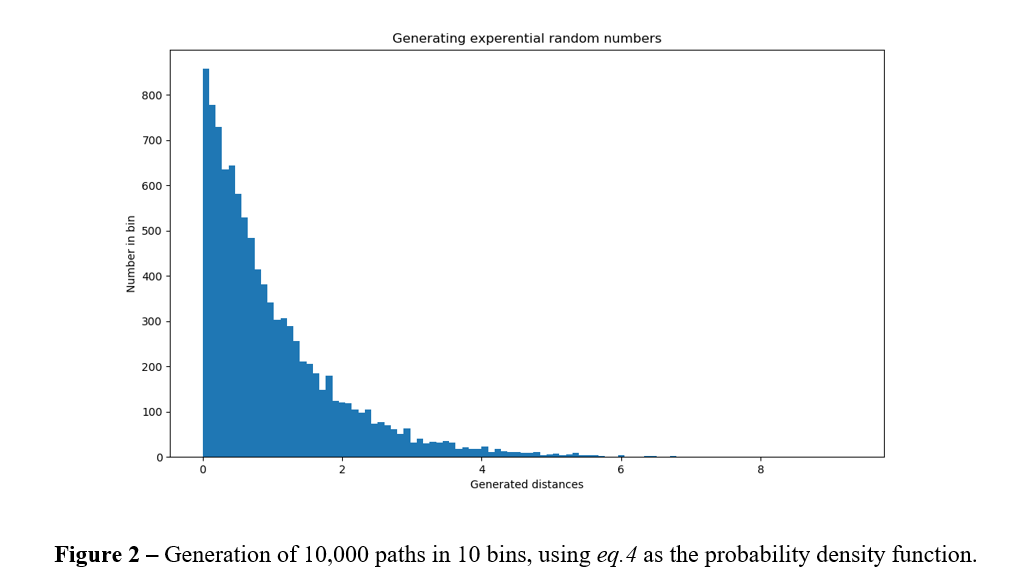 Generating experential random numbers
800
700
600
500
400
300
200
100
0
Number in bin
0 2 4 6 8
Generated distances
Figure 2 – Generation of 10,000 paths in 10 bins, using eq.4 as the probability density function.